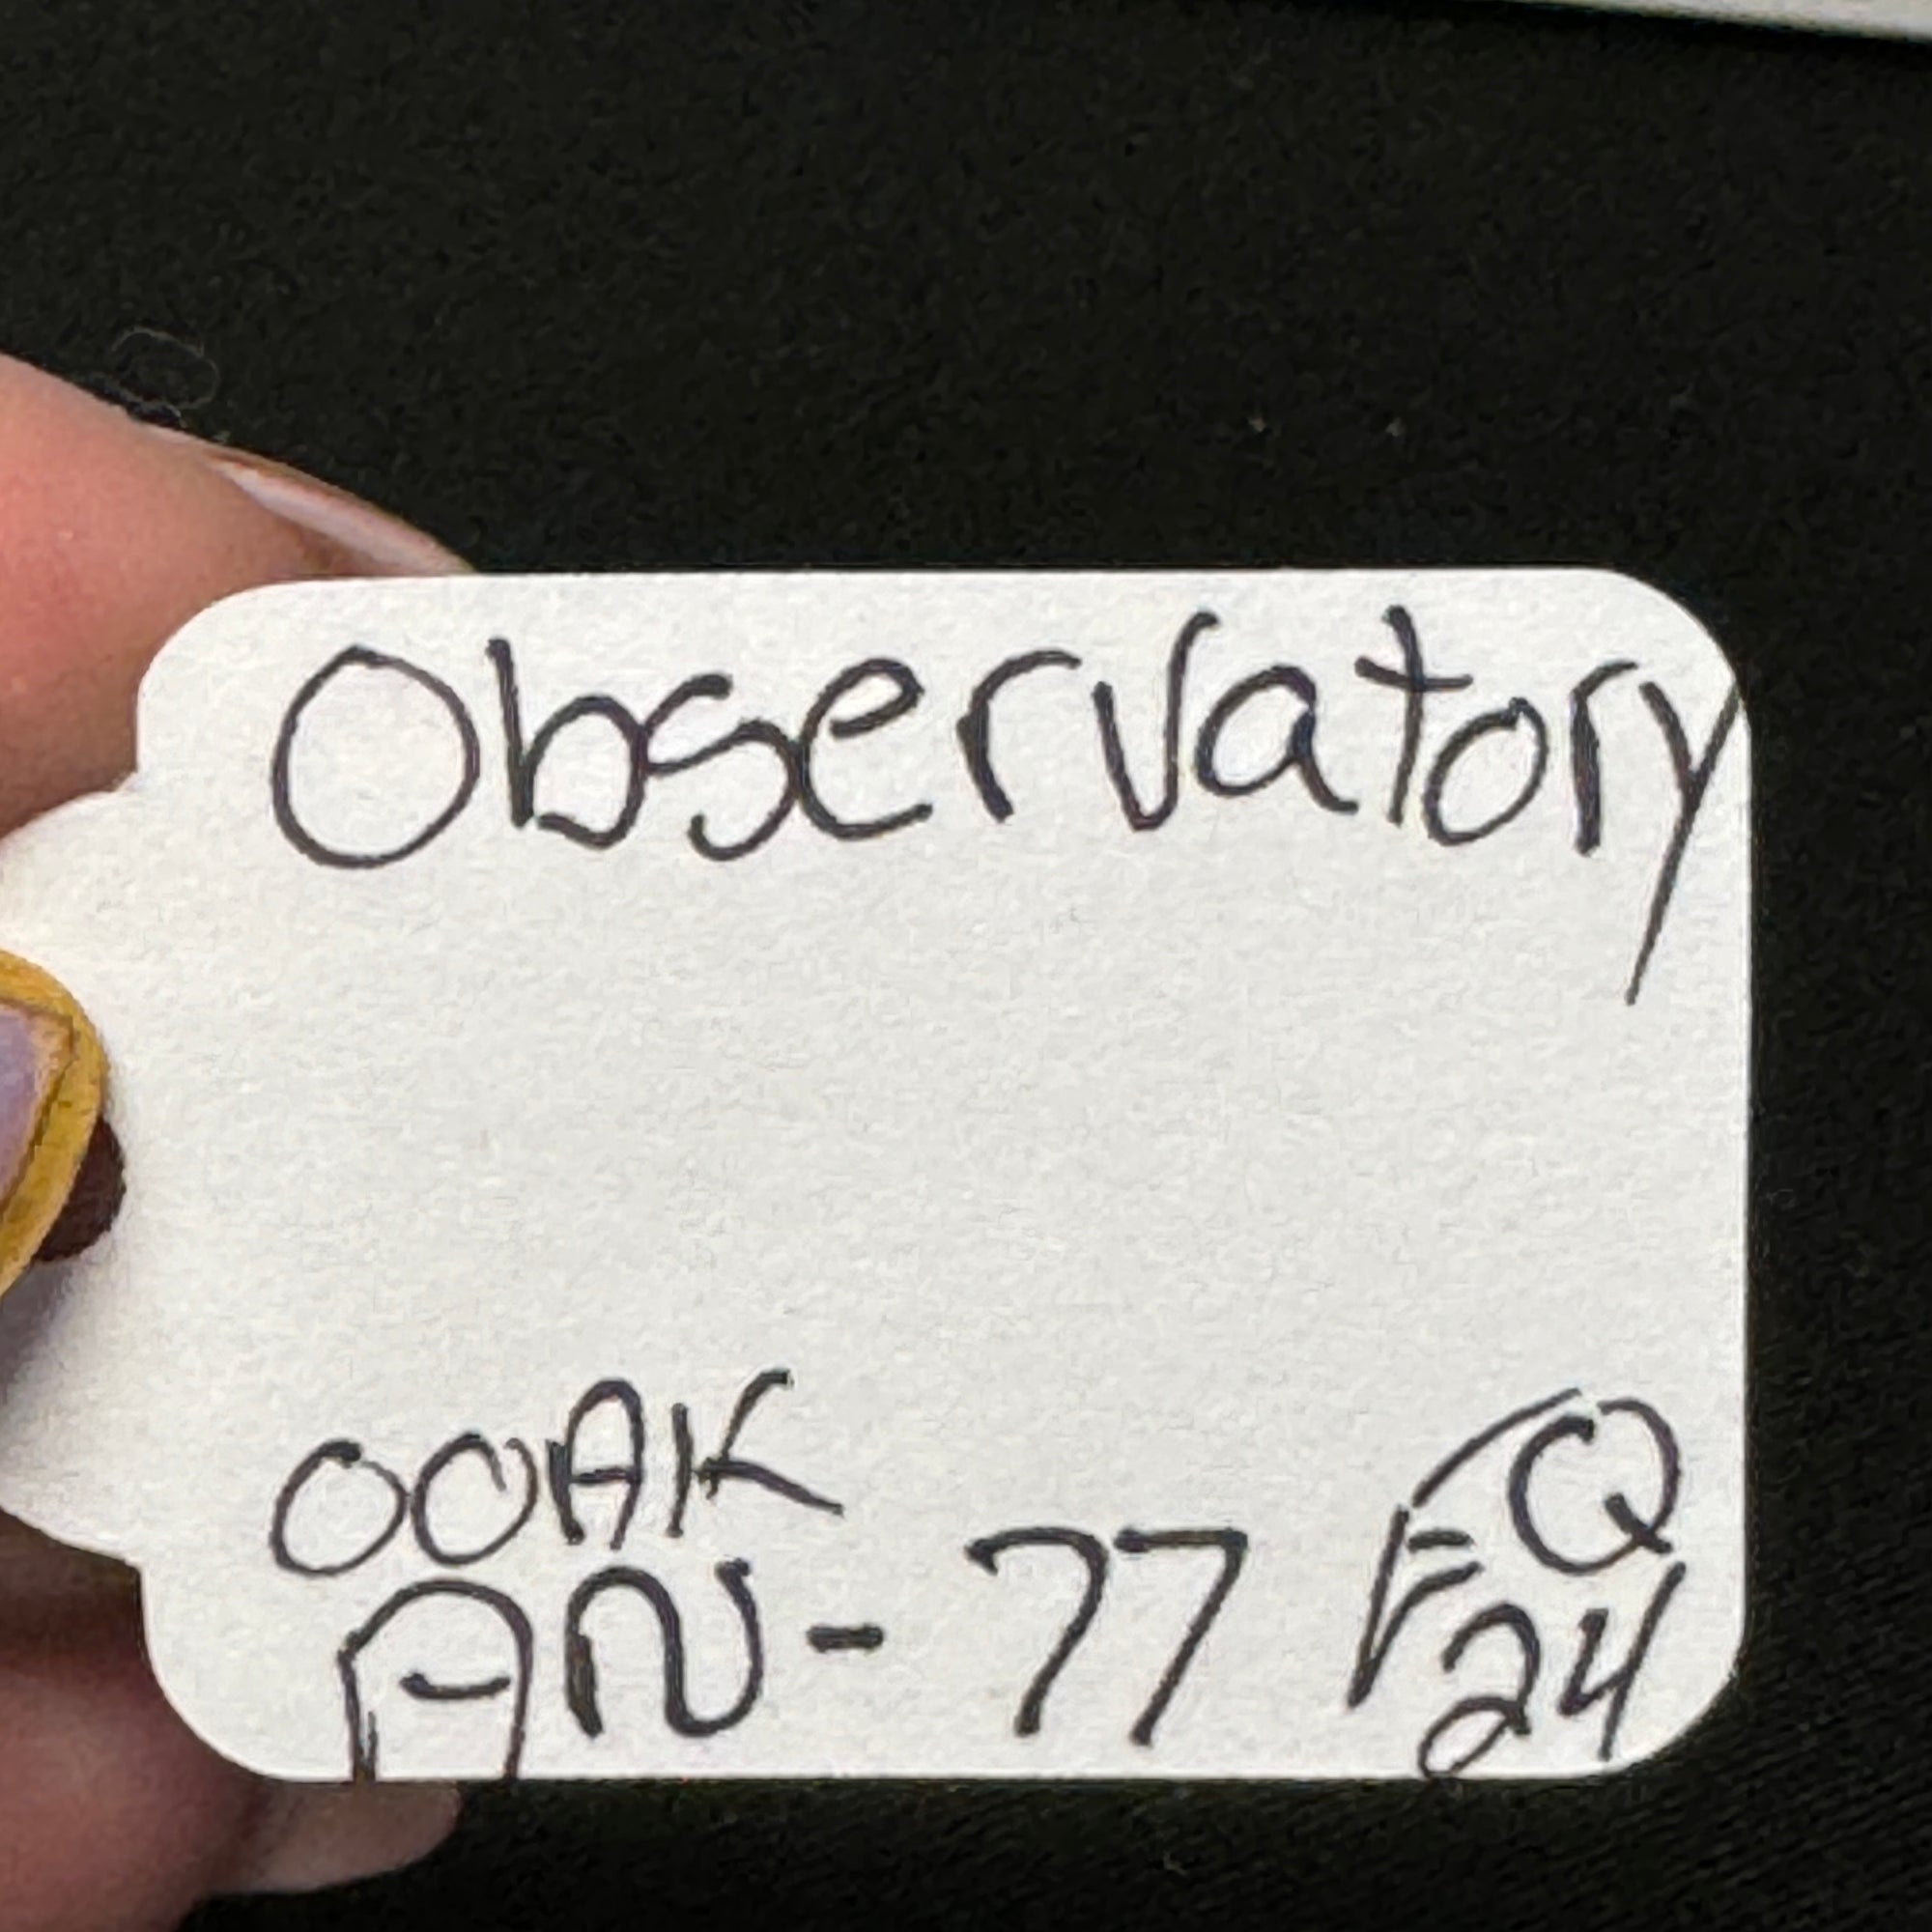 Observatory
OOAK
AN-77
FQ
24